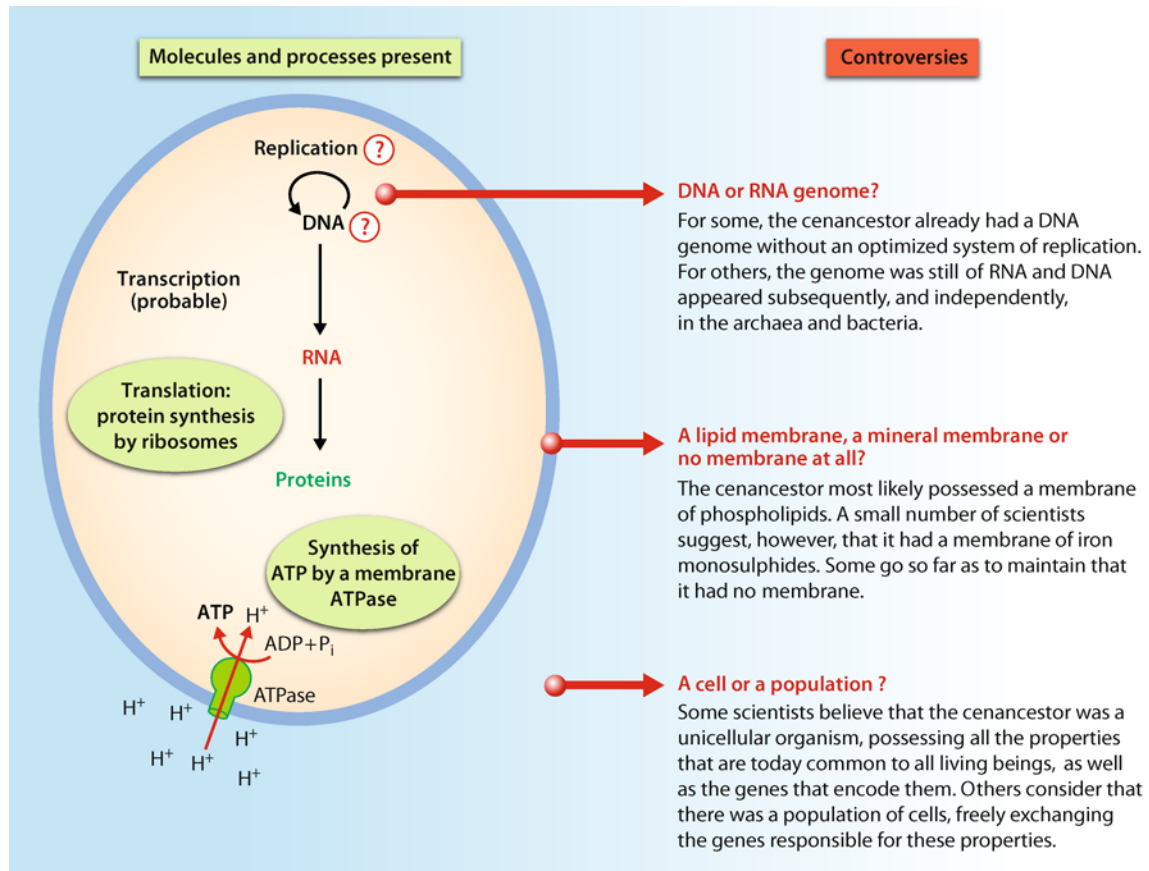 Molecules and processes present
Controversies
Replication ?
DNA ?
Transcription
(probable)
RNA
Translation:
protein synthesis
by ribosomes
Proteins
Synthesis of
ATP by a membrane
ATPase
ATP H⁺
ADP+Pᵢ
ATPase
H⁺
H⁺
H⁺
H⁺
H⁺
H⁺
DNA or RNA genome?
For some, the cenancestor already had a DNA
genome without an optimized system of replication.
For others, the genome was still of RNA and DNA
appeared subsequently, and independently,
in the archaea and bacteria.
A lipid membrane, a mineral membrane or
no membrane at all?
The cenancestor most likely possessed a membrane
of phospholipids. A small number of scientists
suggest, however, that it had a membrane of iron
monosulphides. Some go so far as to maintain that
it had no membrane.
A cell or a population ?
Some scientists believe that the cenancestor was a
unicellular organism, possessing all the properties
that are today common to all living beings, as well
as the genes that encode them. Others consider that
there was a population of cells, freely exchanging
the genes responsible for these properties.